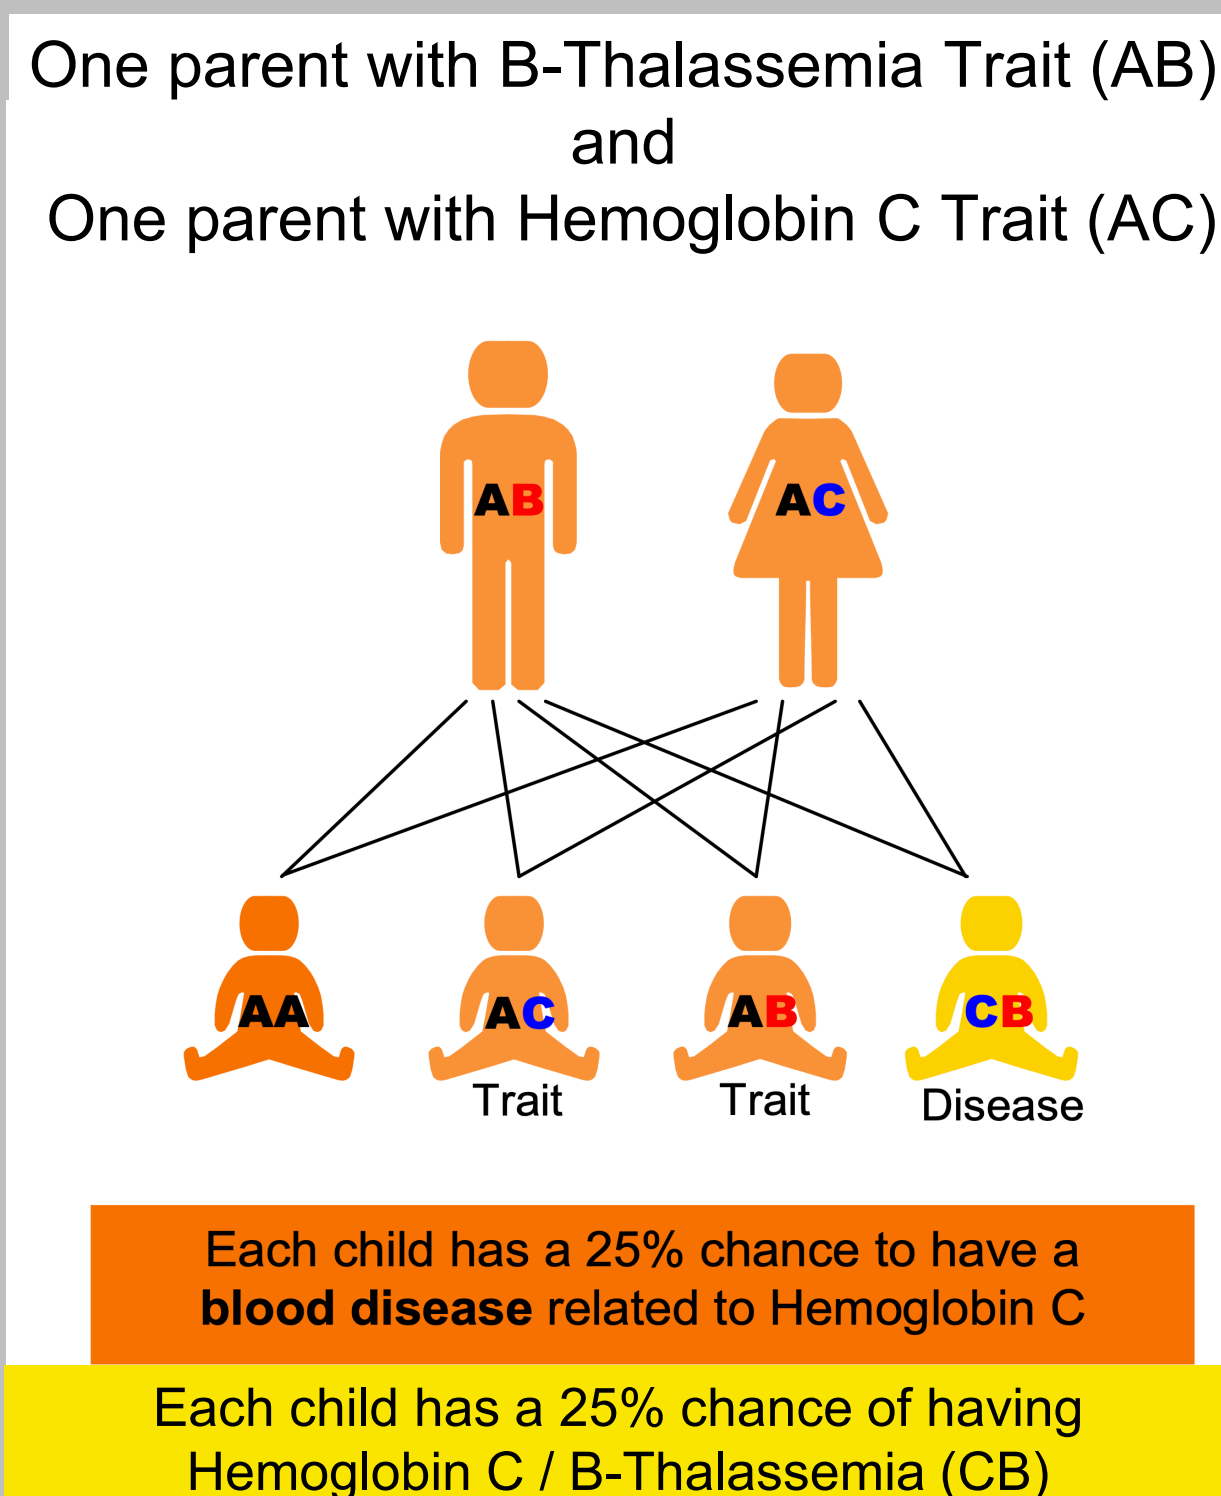 One parent with B-Thalassemia Trait (AB)
and
One parent with Hemoglobin C Trait (AC)
AB AC
AA AC AB CB
Trait Trait Disease
Each child has a 25% chance to have a
blood disease related to Hemoglobin C
Each child has a 25% chance of having
Hemoglobin C / B-Thalassemia (CB)